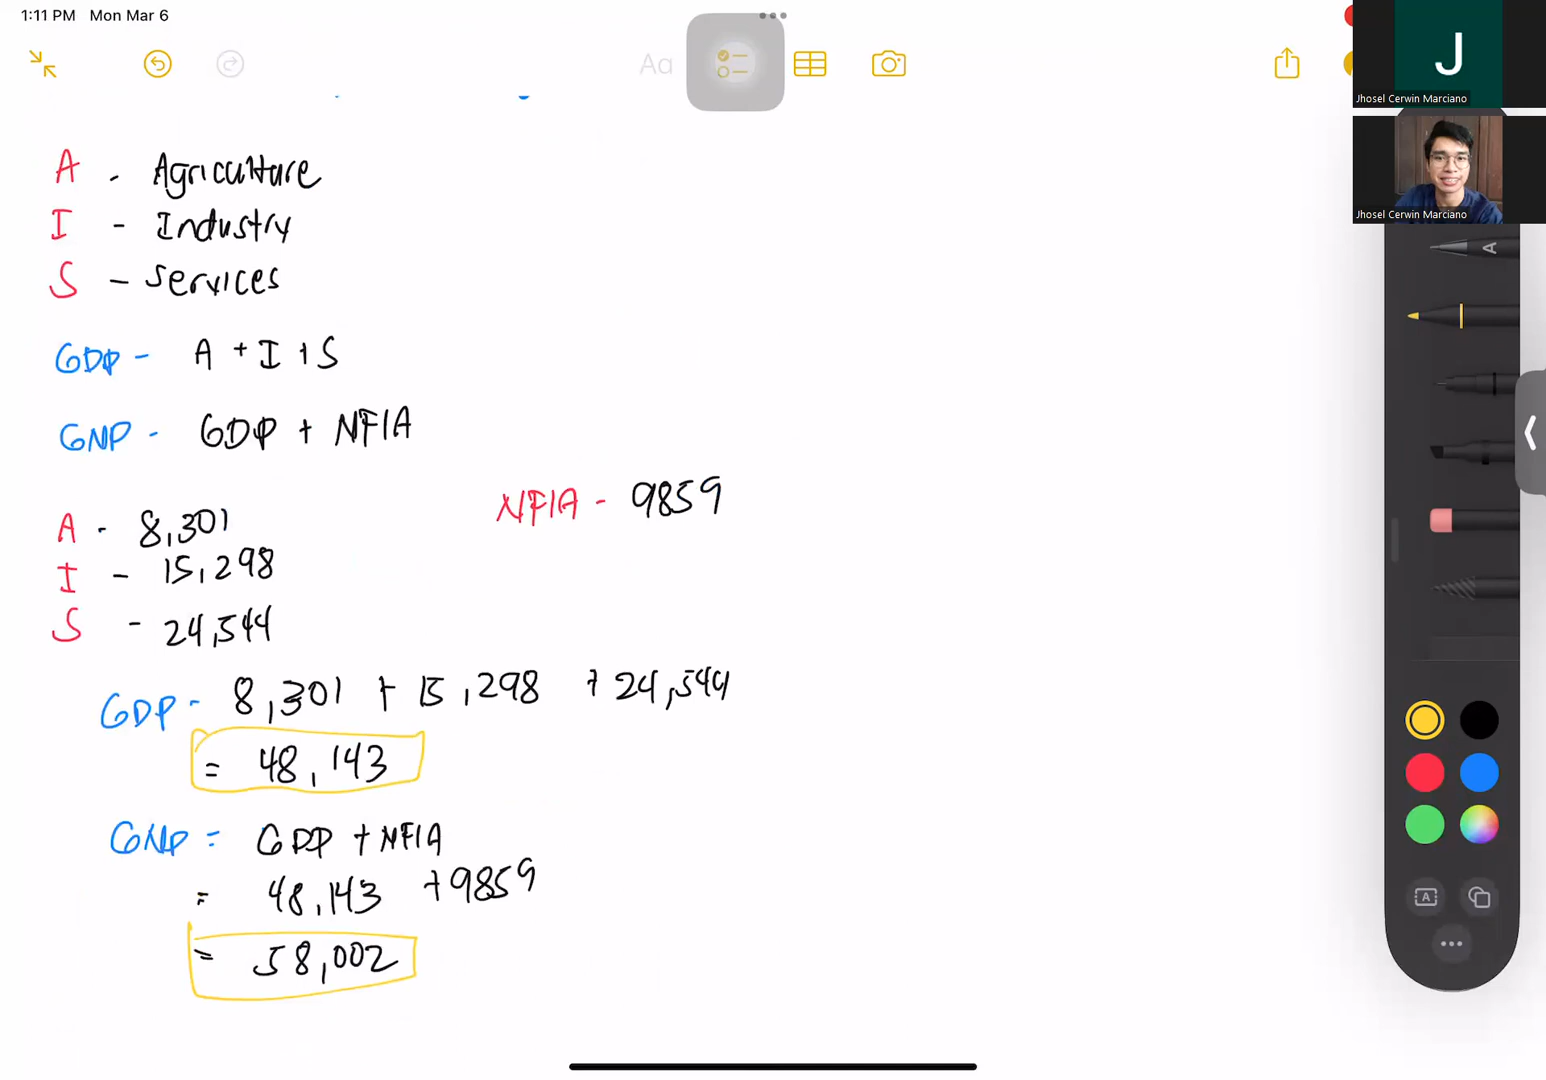 1:11 PM Mon Mar 6
Aa
J
Jhosel Cerwin Marciano
Jhosel Cerwin Marciano
A - Agriculture
I - Industry
S - Services
GDP - A + I + S
GNP - GDP + NFIA
NFIA - 9859
A - 8,301
I - 15,298
S - 24,544
GDP - 8,301 + 15,298 + 24,544
= 48,143
GNP = GDP + NFIA
= 48,143 + 9859
= 58,002
A
A